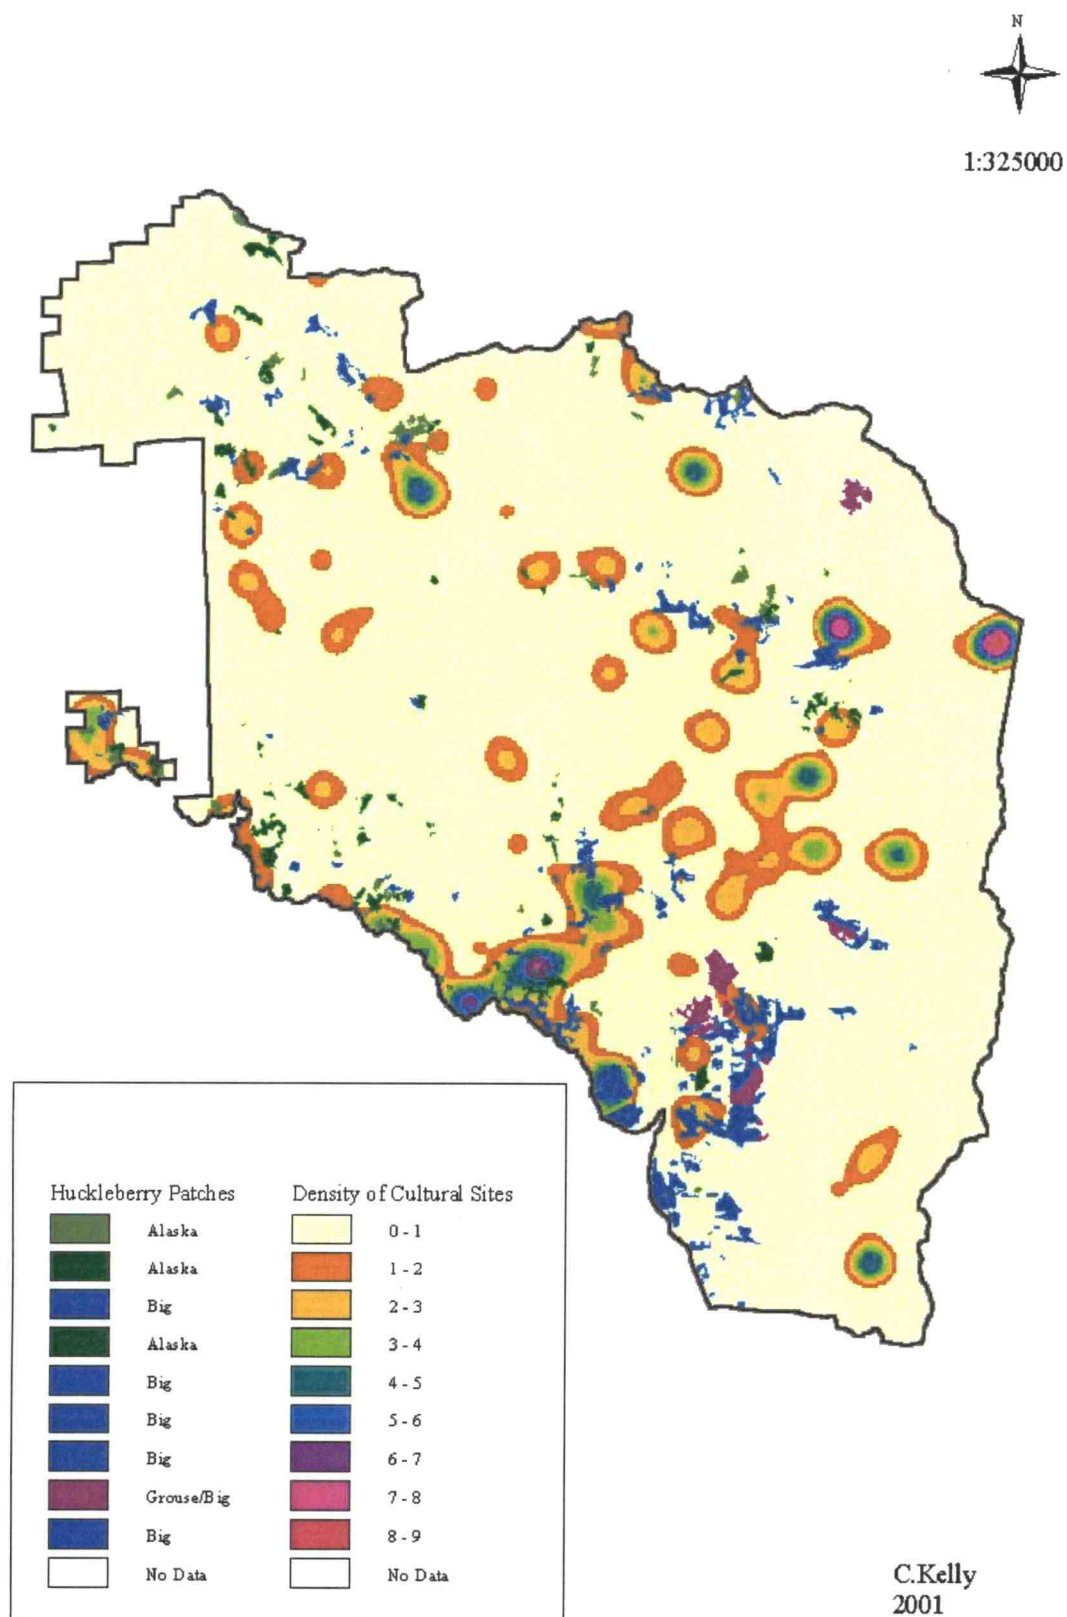 N
1:325000
Huckleberry Patches Density of Cultural Sites
Alaska 0 - 1
Alaska 1 - 2
Big 2 - 3
Alaska 3 - 4
Big 4 - 5
Big 5 - 6
Big 6 - 7
Grouse/Big 7 - 8
Big 8 - 9
No Data No Data
C.Kelly
2001